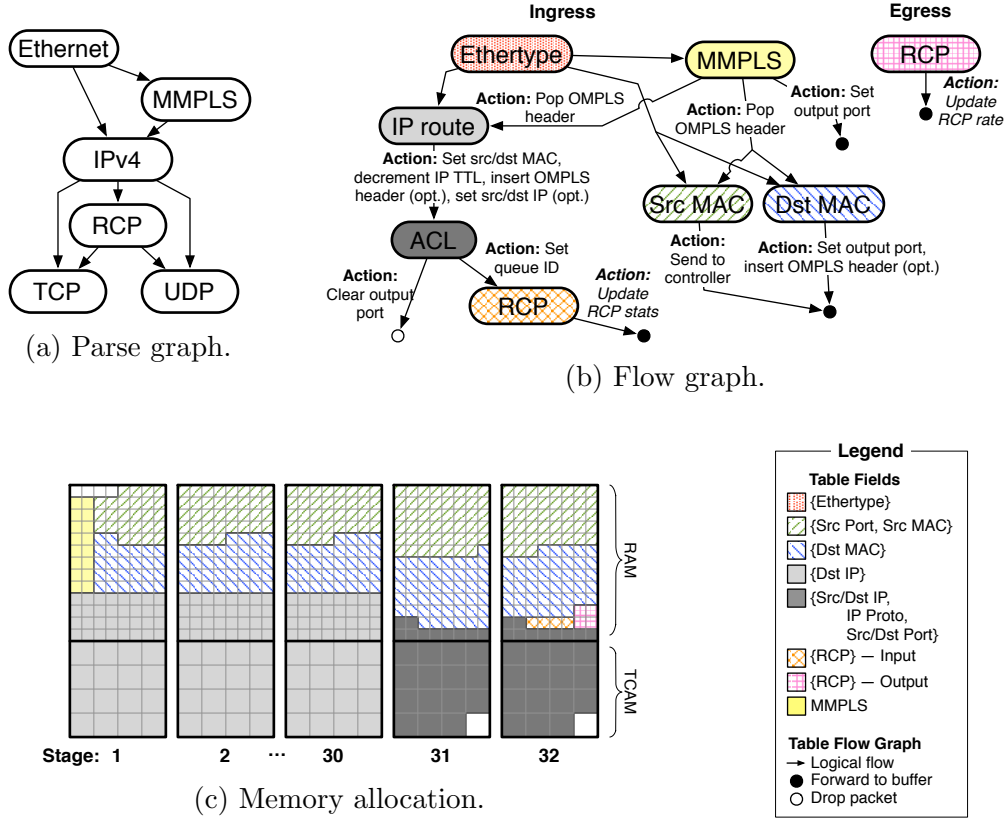 Ethernet
MMPLS
IPv4
RCP
TCP
UDP
(a) Parse graph.
Ingress
Egress
Ethertype
MMPLS
RCP
Action: Pop OMPLS
header
Action: Pop
OMPLS header
Action: Set
output port
Action:
Update
RCP rate
IP route
Action: Set src/dst MAC,
decrement IP TTL, insert OMPLS
header (opt.), set src/dst IP (opt.)
Src MAC
Dst MAC
ACL
Action: Set
queue ID
Action:
Send to
controller
Action: Set output port,
insert OMPLS header (opt.)
Action:
Clear output
port
RCP
Action:
Update
RCP stats
(b) Flow graph.
RAM
TCAM
Stage: 1 2 ··· 30 31 32
(c) Memory allocation.
Legend
Table Fields
{Ethertype}
{Src Port, Src MAC}
{Dst MAC}
{Dst IP}
{Src/Dst IP,
IP Proto,
Src/Dst Port}
{RCP} — Input
{RCP} — Output
MMPLS
Table Flow Graph
Logical flow
Forward to buffer
Drop packet